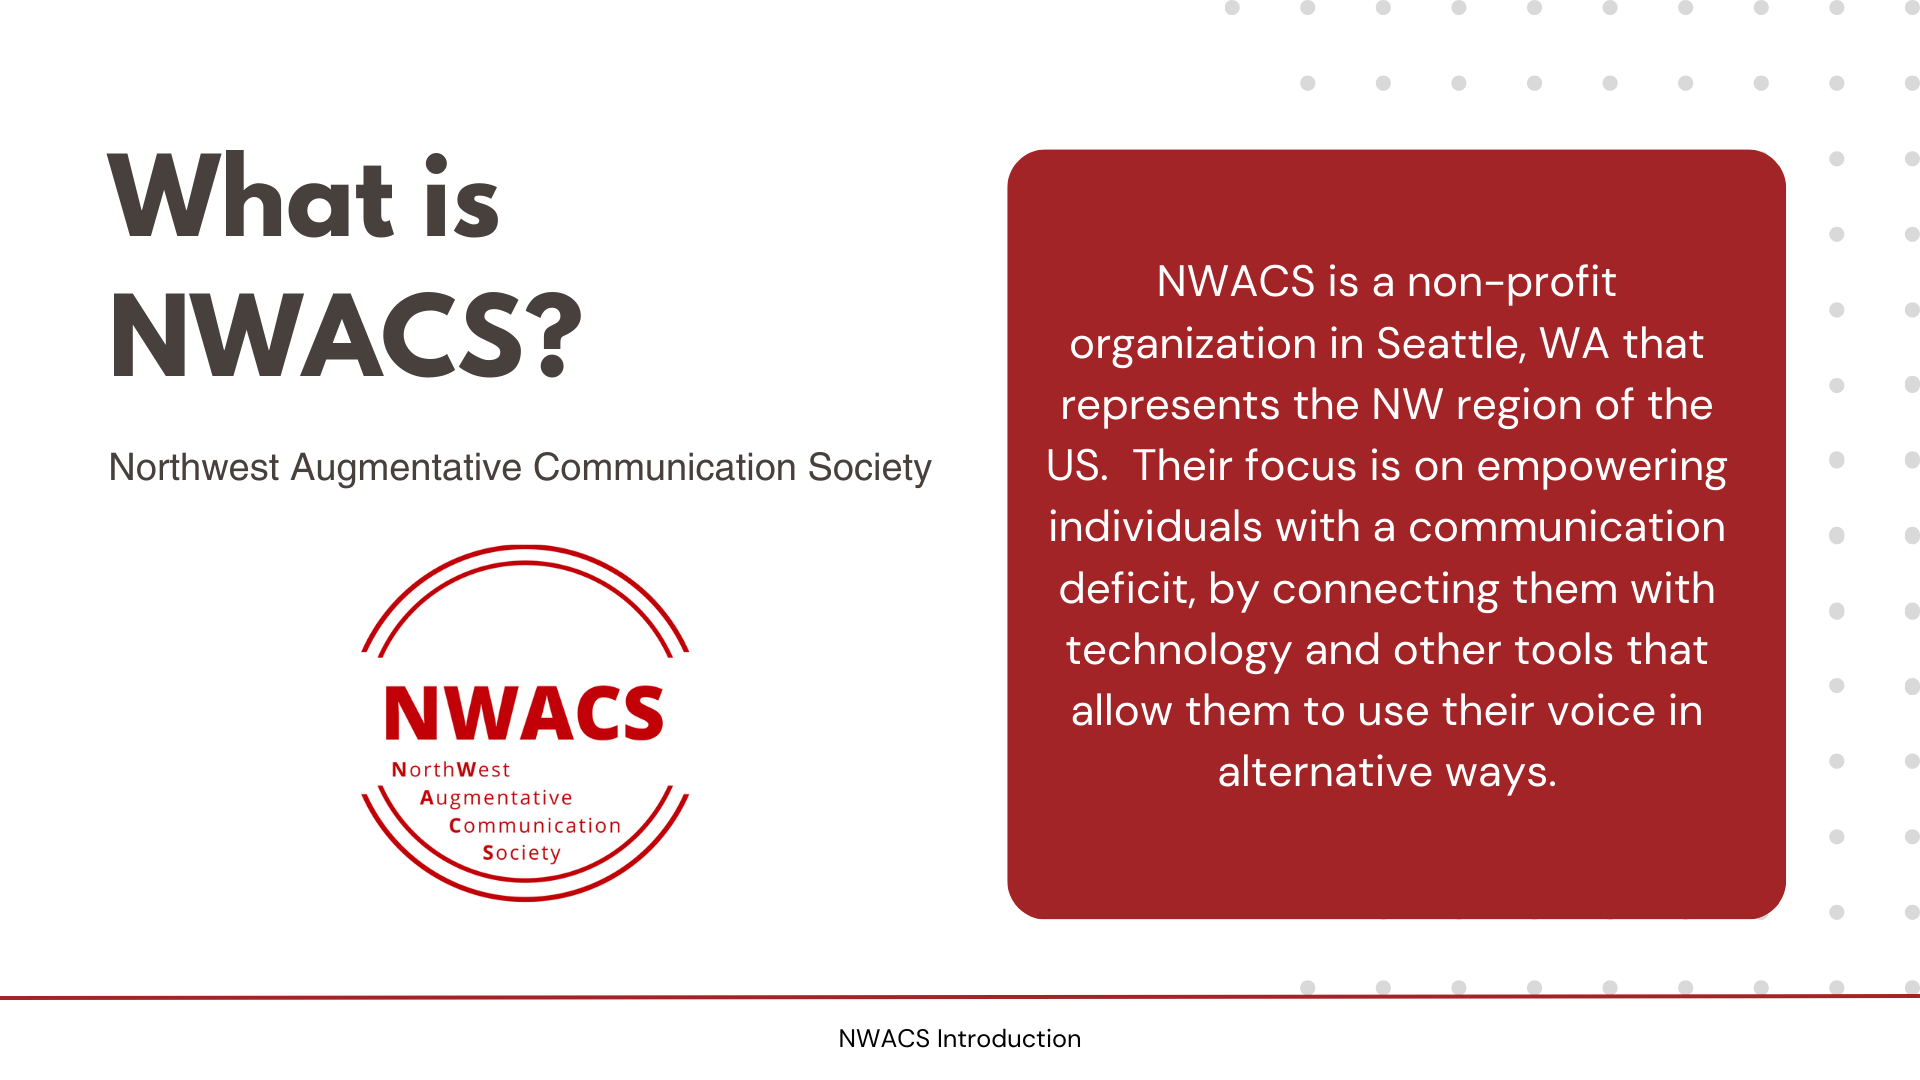 What is
NWACS?
Northwest Augmentative Communication Society
NWACS
NorthWest
Augmentative
Communication
Society
NWACS is a non-profit
organization in Seattle, WA that
represents the NW region of the
US.  Their focus is on empowering
individuals with a communication
deficit, by connecting them with
technology and other tools that
allow them to use their voice in
alternative ways.
NWACS Introduction